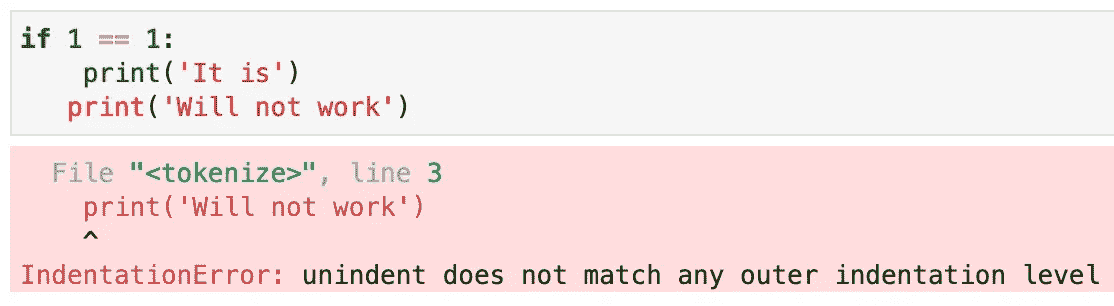 if 1 == 1:
    print('It is')
   print('Will not work')
  File "<tokenize>", line 3
    print('Will not work')
    ^
IndentationError: unindent does not match any outer indentation level